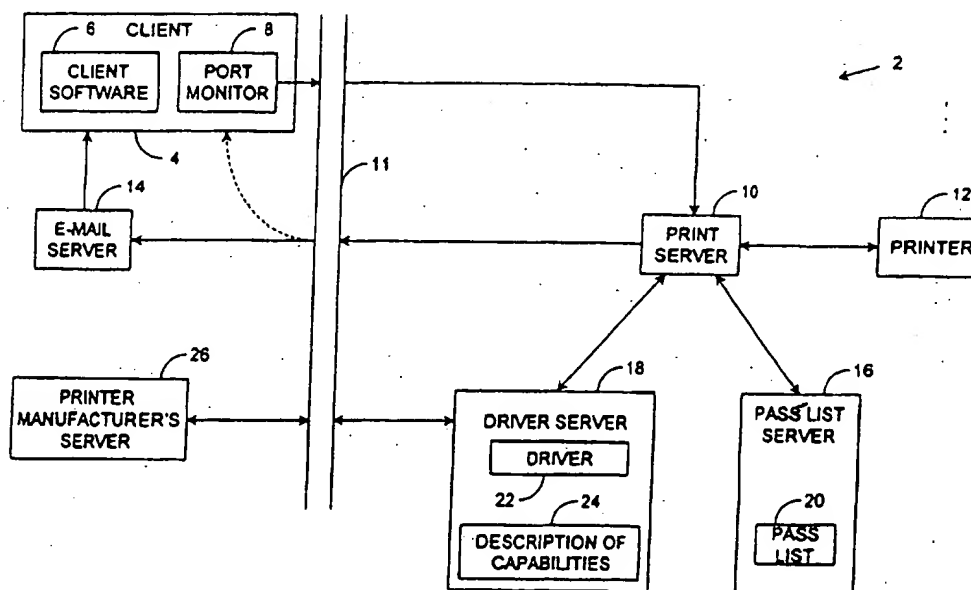 6
CLIENT
8
CLIENT
SOFTWARE
PORT
MONITOR
2
4
11
14
E-MAIL
SERVER
10
PRINT
SERVER
12
PRINTER
26
PRINTER
MANUFACTURER'S
SERVER
18
DRIVER SERVER
DRIVER
22
24
DESCRIPTION OF
CAPABILITIES
16
PASS LIST
SERVER
20
PASS
LIST